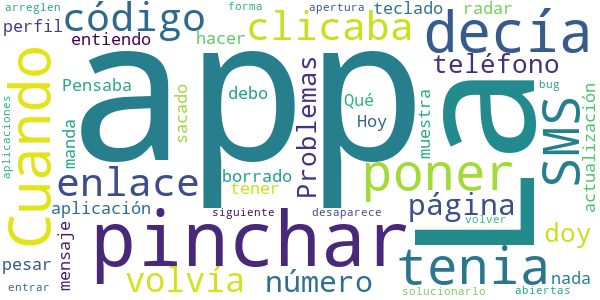 arreglen
código
forma
apertura
teclado
radar
perfil
entiendo
hacer
clicaba
decía
Cuando
app
La
Pensaba
sacado
debo
Problemas
Qué
Hoy
teléfono
muestra
SMS
bug
actualización
aplicaciones
manda
enlace
borrado
tener
poner
aplicación
siguiente
desaparece
página
volver
doy
pinchar
tenia
pesar
mensaje
volvía
número
nada
entrar
solucionarlo
abiertas